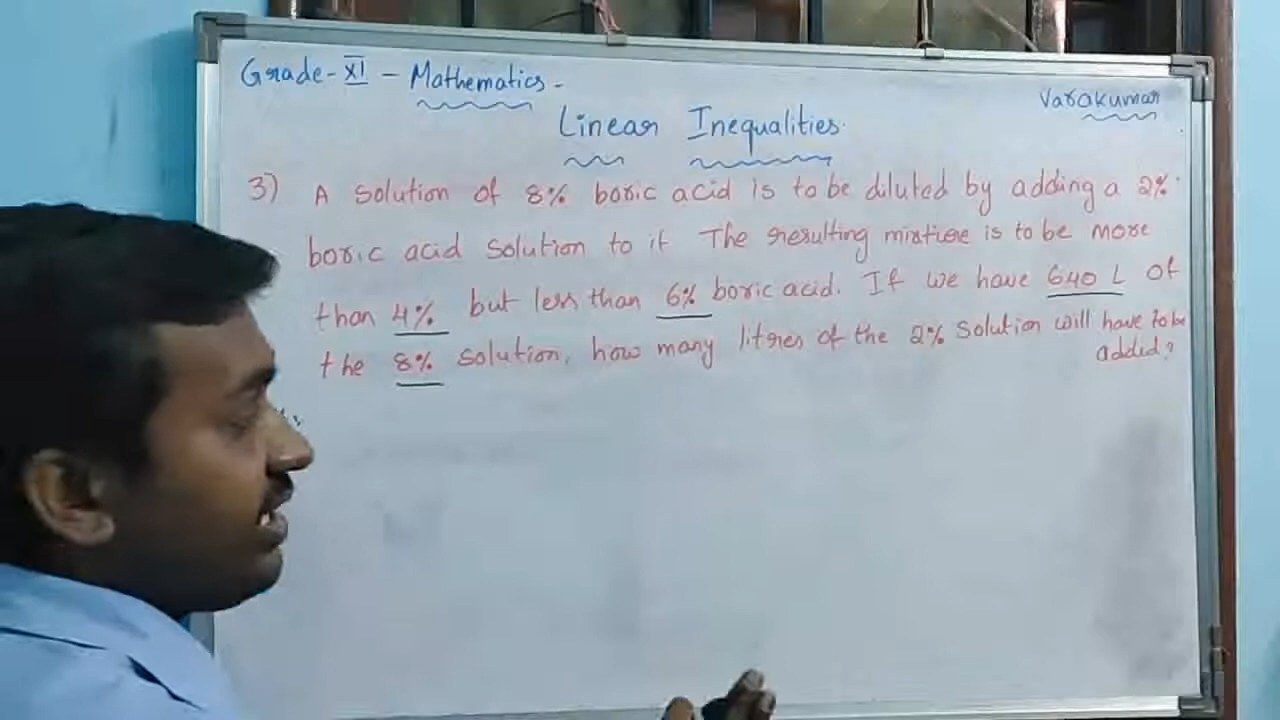 Grade - XI - Mathematics -
Varakumar
Linear Inequalities.
3) A solution of 8% boric acid is to be diluted by adding a 2%
boric acid solution to it The resulting mixture is to be more
than 4% but less than 6% boric acid. If we have 640 L of
the 8% solution, how many litres of the 2% solution will have to be
added?